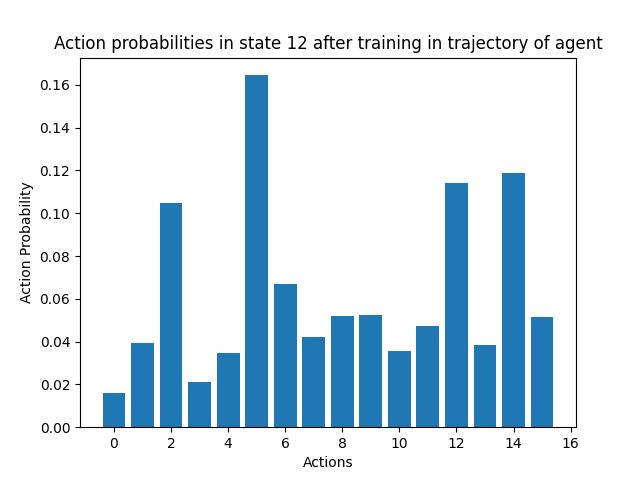 Action probabilities in state 12 after training in trajectory of agent
0.16
0.14
0.12
0.10
0.08
0.06
0.04
0.02
0.00
Action Probability
0 2 4 6 8 10 12 14 16
Actions